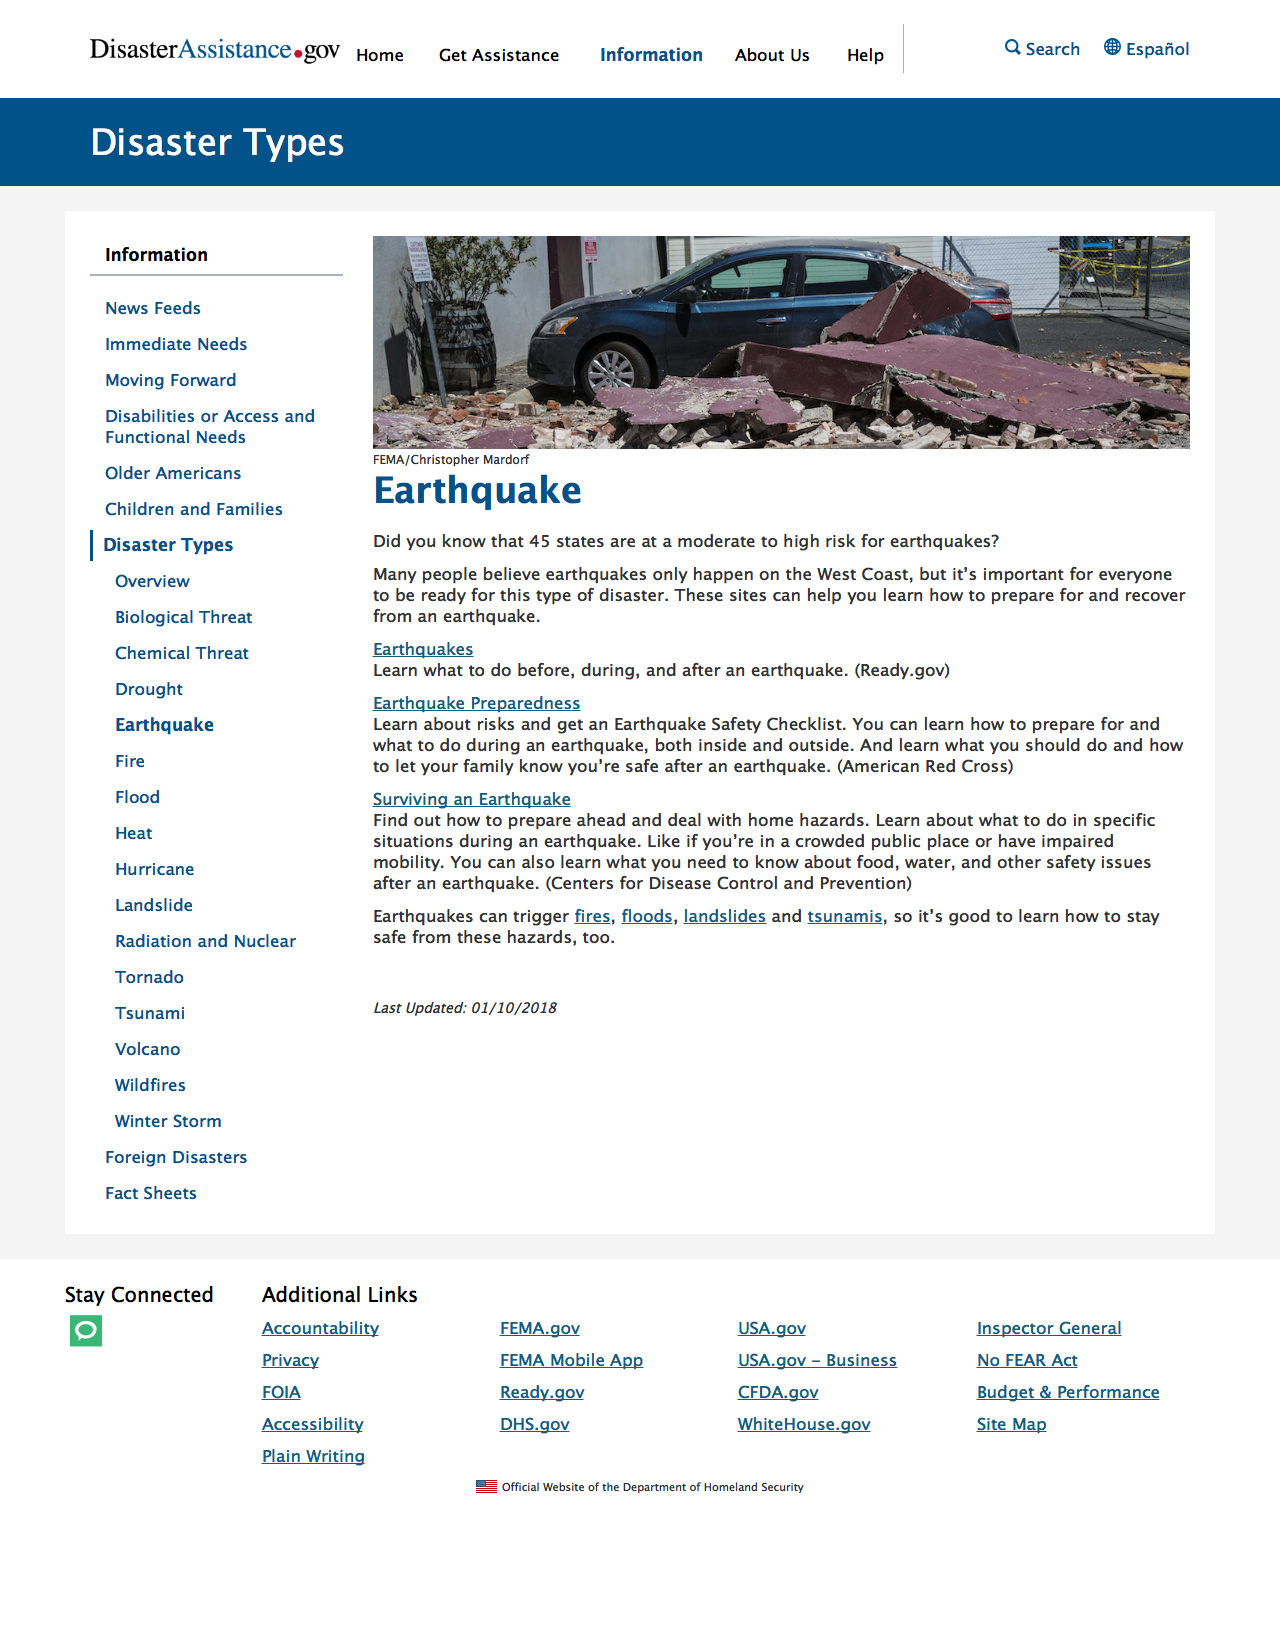 DisasterAssistance.gov
Home
Get Assistance
Information
About Us
Help
Search
Español
Disaster Types
Information
News Feeds
Immediate Needs
Moving Forward
Disabilities or Access and
Functional Needs
Older Americans
Children and Families
Disaster Types
Overview
Biological Threat
Chemical Threat
Drought
Earthquake
Fire
Flood
Heat
Hurricane
Landslide
Radiation and Nuclear
Tornado
Tsunami
Volcano
Wildfires
Winter Storm
Foreign Disasters
Fact Sheets
FEMA/Christopher Mardorf
Earthquake
Did you know that 45 states are at a moderate to high risk for earthquakes?
Many people believe earthquakes only happen on the West Coast, but it’s important for everyone
to be ready for this type of disaster. These sites can help you learn how to prepare for and recover
from an earthquake.
Earthquakes
Learn what to do before, during, and after an earthquake. (Ready.gov)
Earthquake Preparedness
Learn about risks and get an Earthquake Safety Checklist. You can learn how to prepare for and
what to do during an earthquake, both inside and outside. And learn what you should do and how
to let your family know you’re safe after an earthquake. (American Red Cross)
Surviving an Earthquake
Find out how to prepare ahead and deal with home hazards. Learn about what to do in specific
situations during an earthquake. Like if you’re in a crowded public place or have impaired
mobility. You can also learn what you need to know about food, water, and other safety issues
after an earthquake. (Centers for Disease Control and Prevention)
Earthquakes can trigger fires, floods, landslides and tsunamis, so it’s good to learn how to stay
safe from these hazards, too.
Last Updated: 01/10/2018
Stay Connected
Additional Links
Accountability
Privacy
FOIA
Accessibility
Plain Writing
FEMA.gov
FEMA Mobile App
Ready.gov
DHS.gov
USA.gov
USA.gov – Business
CFDA.gov
WhiteHouse.gov
Inspector General
No FEAR Act
Budget & Performance
Site Map
Official Website of the Department of Homeland Security